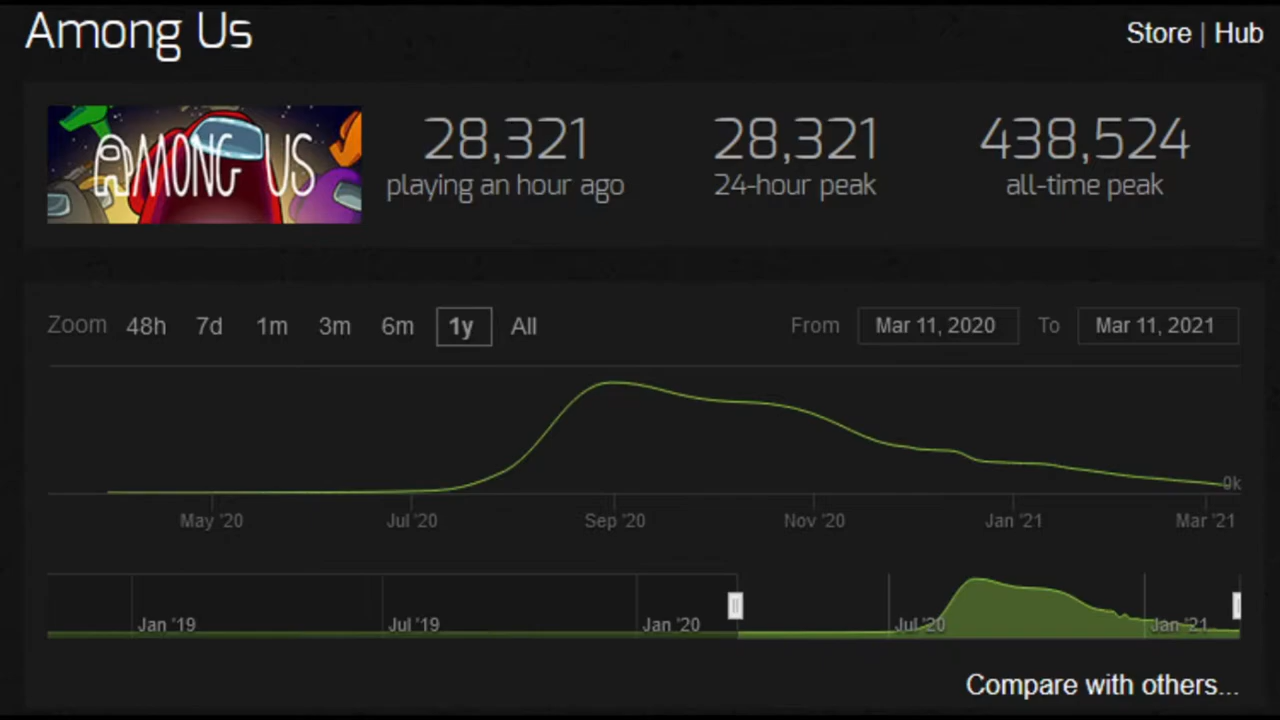 Among Us
Store | Hub
AMONG US
28,321
28,321
438,524
playing an hour ago
24-hour peak
all-time peak
Zoom 48h 7d 1m 3m 6m 1y All
From Mar 11, 2020 To Mar 11, 2021
0k
May '20 Jul '20 Sep '20 Nov '20 Jan '21 Mar '21
Jan '19 Jul '19 Jan '20 Jul '20 Jan '21
Compare with others...